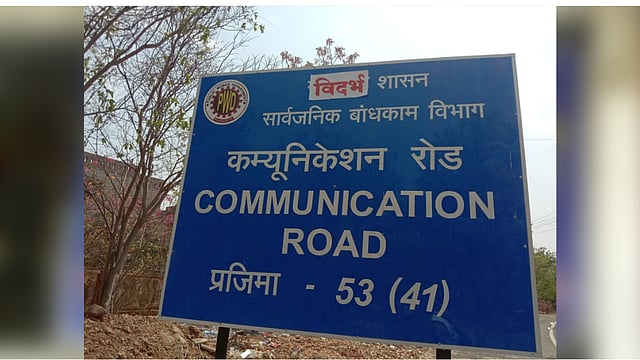 PWD
विदर्भ शासन
सार्वजनिक बांधकाम विभाग
कम्यूनिकेशन रोड
COMMUNICATION
ROAD
प्रजिमा - 53 (41)